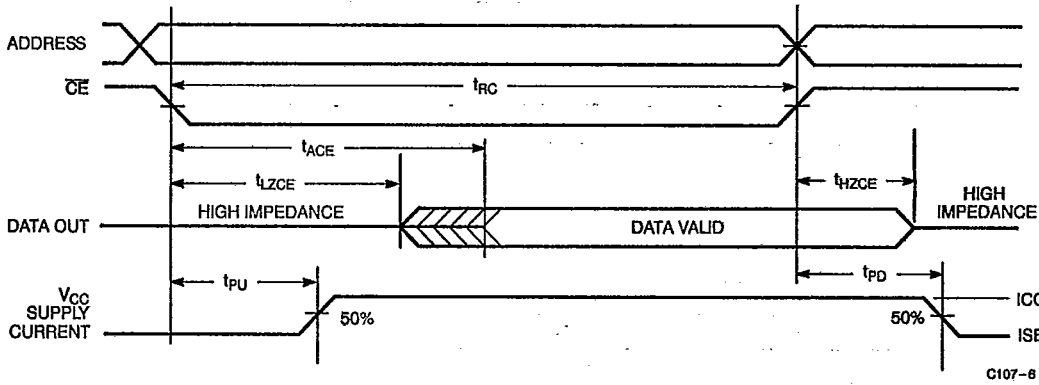 ADDRESS
CE
tRC
tACE
tLZCE
tHZCE
HIGH IMPEDANCE
HIGH
IMPEDANCE
DATA OUT
DATA VALID
tPU
tPD
VCC
SUPPLY
CURRENT
50%
50%
ICC
ISB
C107-6